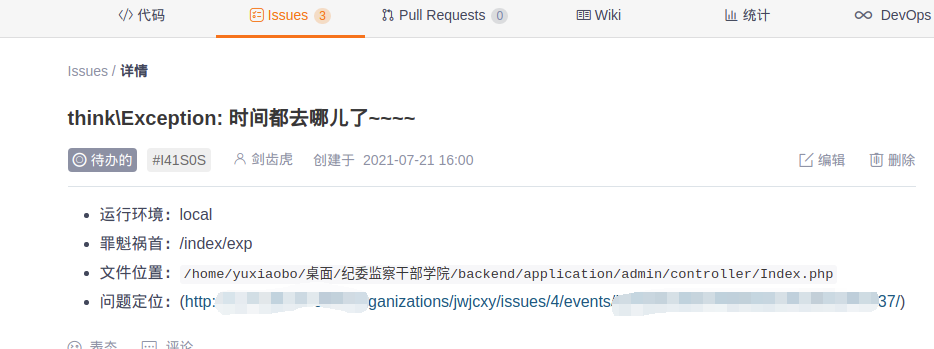 代码 Issues 3 Pull Requests 0 Wiki 统计 DevOps
Issues / 详情
think\Exception: 时间都去哪儿了~~~~
待办的 #I41S0S 剑齿虎 创建于 2021-07-21 16:00 编辑 删除
运行环境：local
罪魁祸首：/index/exp
文件位置：/home/yuxiaobo/桌面/纪委监察干部学院/backend/application/admin/controller/Index.php
问题定位：(http: ganizations/jwjcxy/issues/4/events/ 37/)
表态 评论